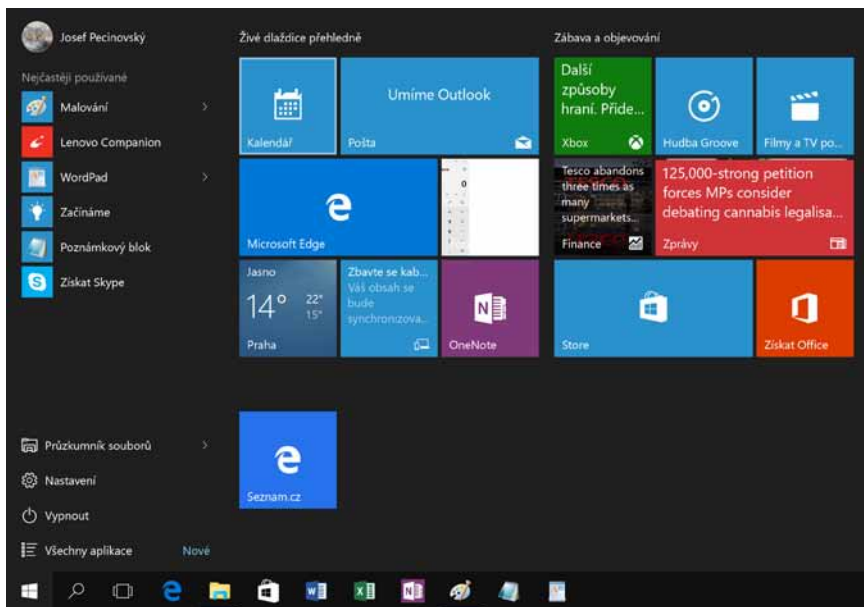 Josef Pecinovský
Nejčastěji používané
Malování
Lenovo Companion
WordPad
Začínáme
Poznámkový blok
Získat Skype
Průzkumník souborů
Nastavení
Vypnout
Všechny aplikace
Nové
Živé dlaždice přehledně
Kalendář
Umíme Outlook
Pošta
Microsoft Edge
0
Jasno
14° 22°
15°
Praha
Zbavte se kab...
Váš obsah se
bude
synchronizova...
OneNote
Seznam.cz
Zábava a objevování
Další
způsoby
hraní. Přide...
Xbox
Hudba Groove
Filmy a TV po...
Tesco abandons
three times as
many
supermarkets...
Finance
125,000-strong petition
forces MPs consider
debating cannabis legalisa...
Zprávy
Store
Získat Office